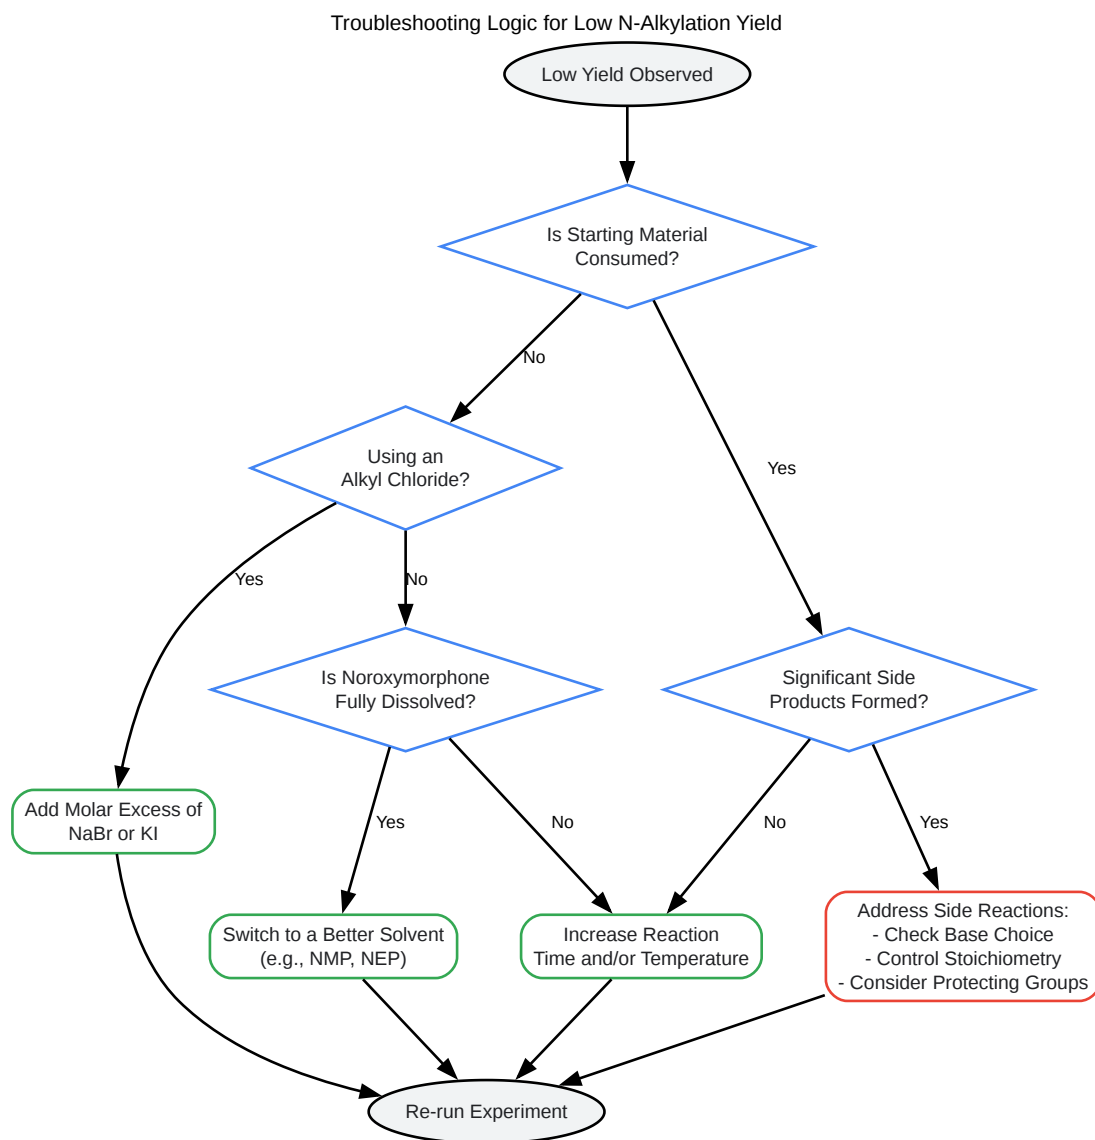 Troubleshooting Logic for Low N-Alkylation Yield
Low Yield Observed
Is Starting Material
Consumed?
No
Yes
Using an
Alkyl Chloride?
Yes
No
Is Noroxymorphone
Fully Dissolved?
Significant Side
Products Formed?
Yes
No
No
Yes
Add Molar Excess of
NaBr or KI
Switch to a Better Solvent
(e.g., NMP, NEP)
Increase Reaction
Time and/or Temperature
Address Side Reactions:
- Check Base Choice
- Control Stoichiometry
- Consider Protecting Groups
Re-run Experiment